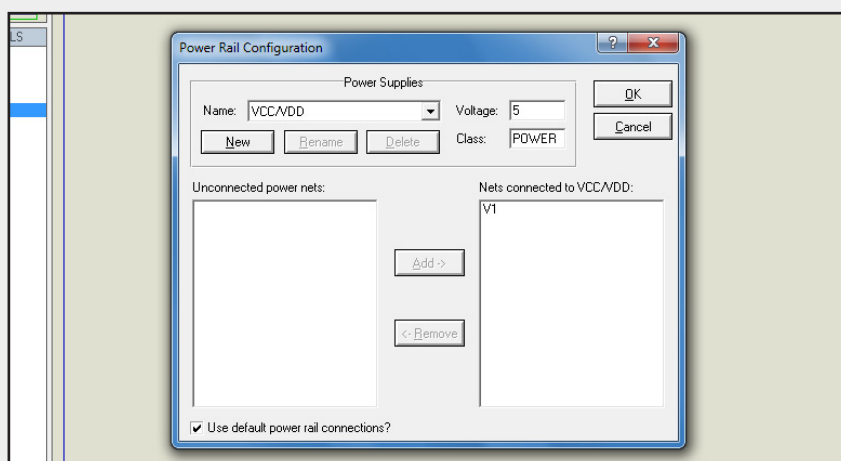 LS
Power Rail Configuration
?
X
Power Supplies
Name: VCC/VDD
Voltage: 5
OK
New
Rename
Delete
Class: POWER
Cancel
Unconnected power nets:
Nets connected to VCC/VDD:
V1
Add ->
<- Remove
Use default power rail connections?